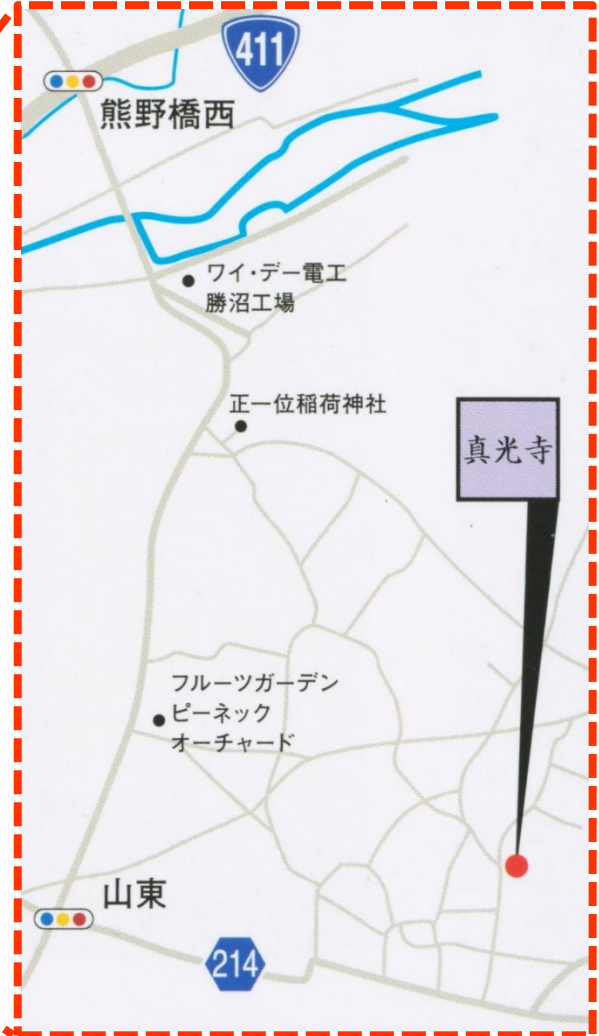 411
熊野橋西
ワイ・デー電工
勝沼工場
正一位稲荷神社
真光寺
フルーツガーデン
ピーネック
オーチャード
山東
214